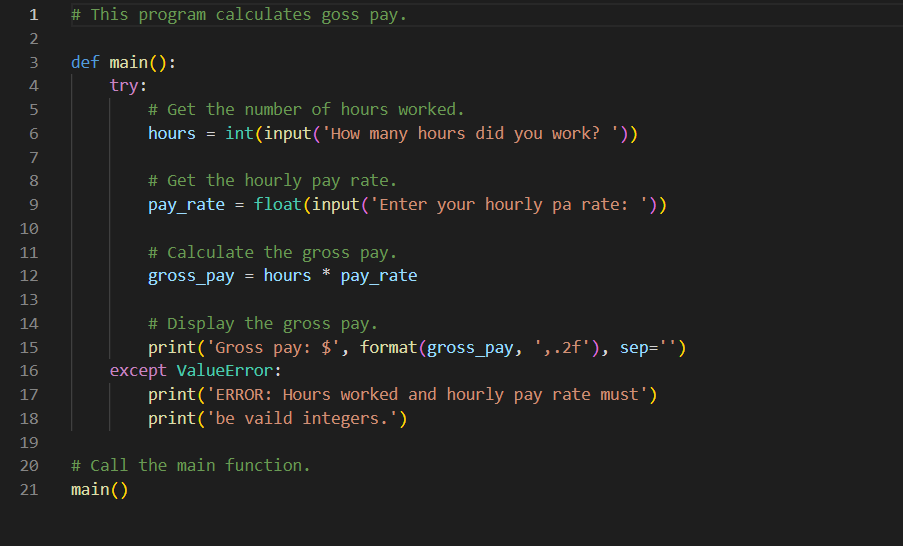 1 # This program calculates goss pay.
2
3 def main():
4     try:
5         # Get the number of hours worked.
6         hours = int(input('How many hours did you work? '))
7
8         # Get the hourly pay rate.
9         pay_rate = float(input('Enter your hourly pa rate: '))
10
11         # Calculate the gross pay.
12         gross_pay = hours * pay_rate
13
14         # Display the gross pay.
15         print('Gross pay: $', format(gross_pay, ',.2f'), sep='')
16     except ValueError:
17         print('ERROR: Hours worked and hourly pay rate must')
18         print('be vaild integers.')
19
20 # Call the main function.
21 main()